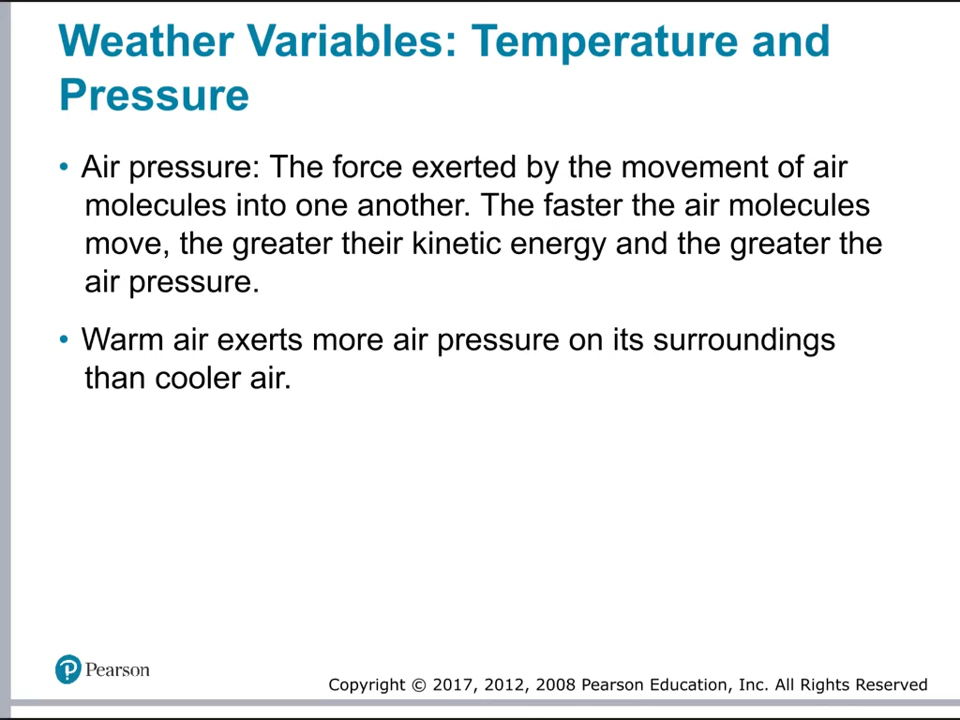 Weather Variables: Temperature and
Pressure
• Air pressure: The force exerted by the movement of air
molecules into one another. The faster the air molecules
move, the greater their kinetic energy and the greater the
air pressure.
• Warm air exerts more air pressure on its surroundings
than cooler air.
P Pearson
Copyright © 2017, 2012, 2008 Pearson Education, Inc. All Rights Reserved